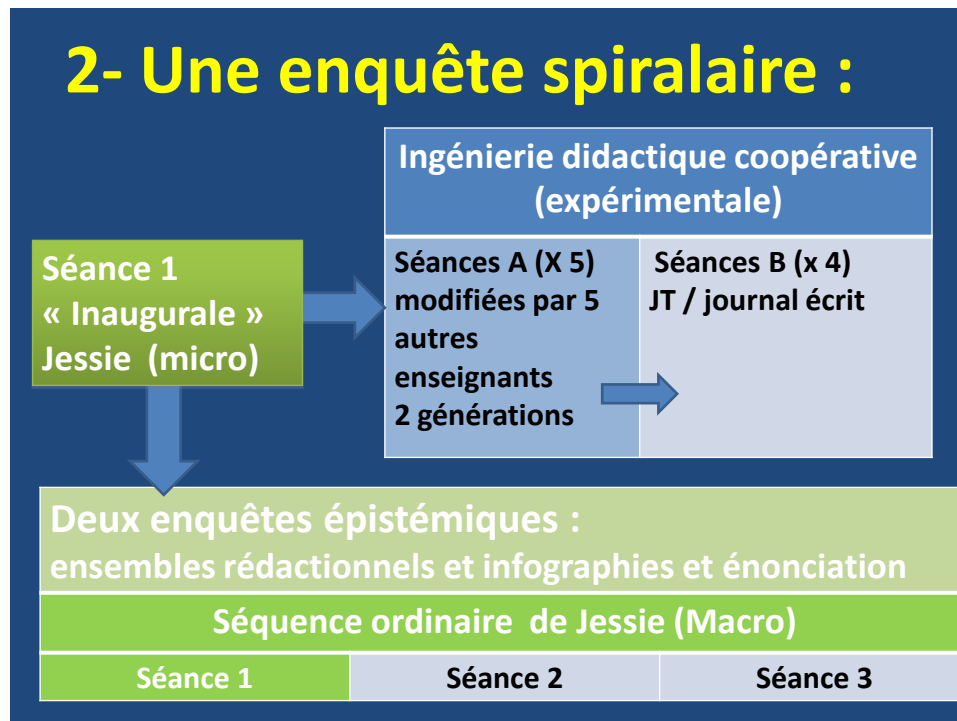 2- Une enquête spiralaire :
Ingénierie didactique coopérative
(expérimentale)
Séance 1
« Inaugurale »
Jessie (micro)
Séances A (X 5)
modifiées par 5
autres
enseignants
2 générations
Séances B (x 4)
JT / journal écrit
Deux enquêtes épistémiques :
ensembles rédactionnels et infographies et énonciation
Séquence ordinaire de Jessie (Macro)
Séance 1
Séance 2
Séance 3